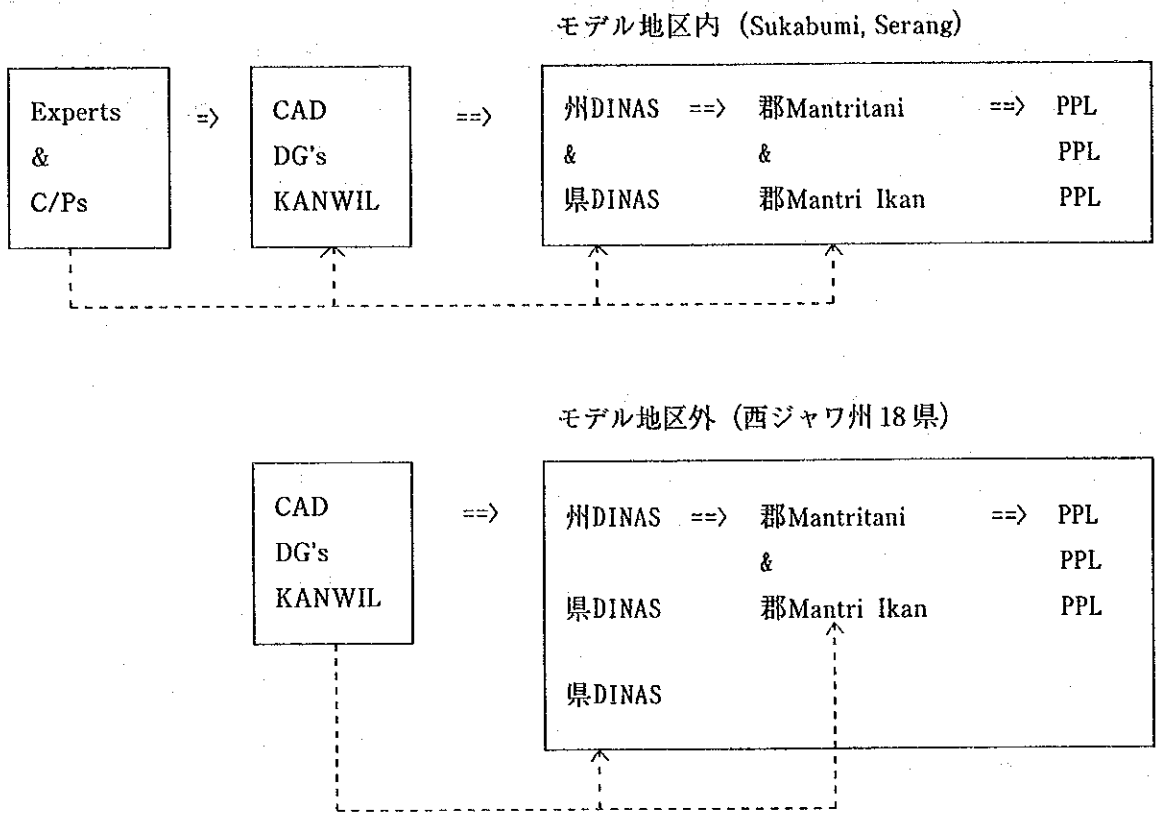 モデル地区内 (Sukabumi, Serang)
Experts => CAD ==> 州DINAS ==> 郡Mantritani ==> PPL
& DG's & & PPL
C/Ps KANWIL 県DINAS 郡Mantri Ikan PPL
モデル地区外 (西ジャワ州18県)
CAD ==> 州DINAS ==> 郡Mantritani ==> PPL
DG's & PPL
KANWIL 県DINAS 郡Mantri Ikan PPL
県DINAS